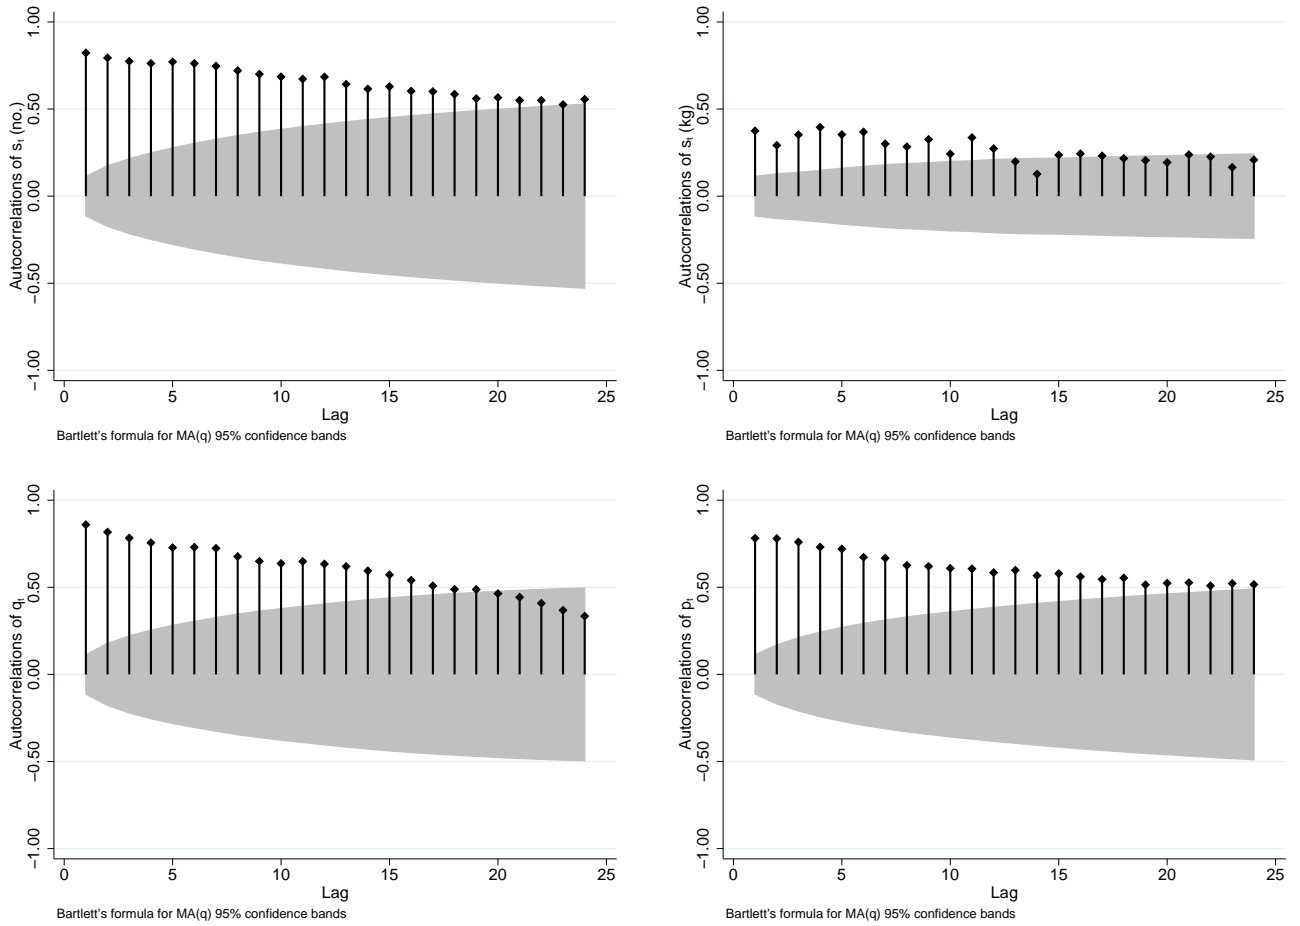 1.00
0.50
0.00
−0.50
−1.00
Autocorrelations of st (no.)
0 5 10 15 20 25
Lag
Bartlett's formula for MA(q) 95% confidence bands
1.00
0.50
0.00
−0.50
−1.00
Autocorrelations of st (kg)
0 5 10 15 20 25
Lag
Bartlett's formula for MA(q) 95% confidence bands
1.00
0.50
0.00
−0.50
−1.00
Autocorrelations of qt
0 5 10 15 20 25
Lag
Bartlett's formula for MA(q) 95% confidence bands
1.00
0.50
0.00
−0.50
−1.00
Autocorrelations of pt
0 5 10 15 20 25
Lag
Bartlett's formula for MA(q) 95% confidence bands